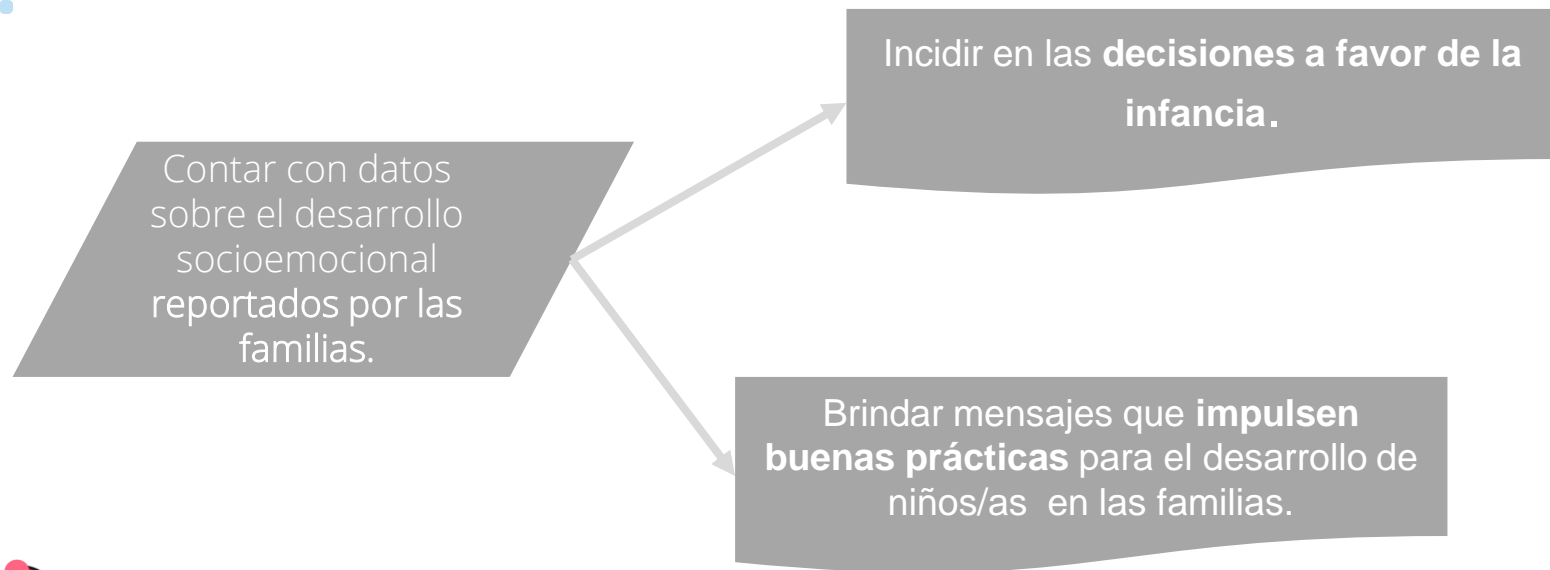 Incidir en las decisiones a favor de la
infancia.
Contar con datos
sobre el desarrollo
socioemocional
reportados por las
familias.
Brindar mensajes que impulsen
buenas prácticas para el desarrollo de
niños/as en las familias.